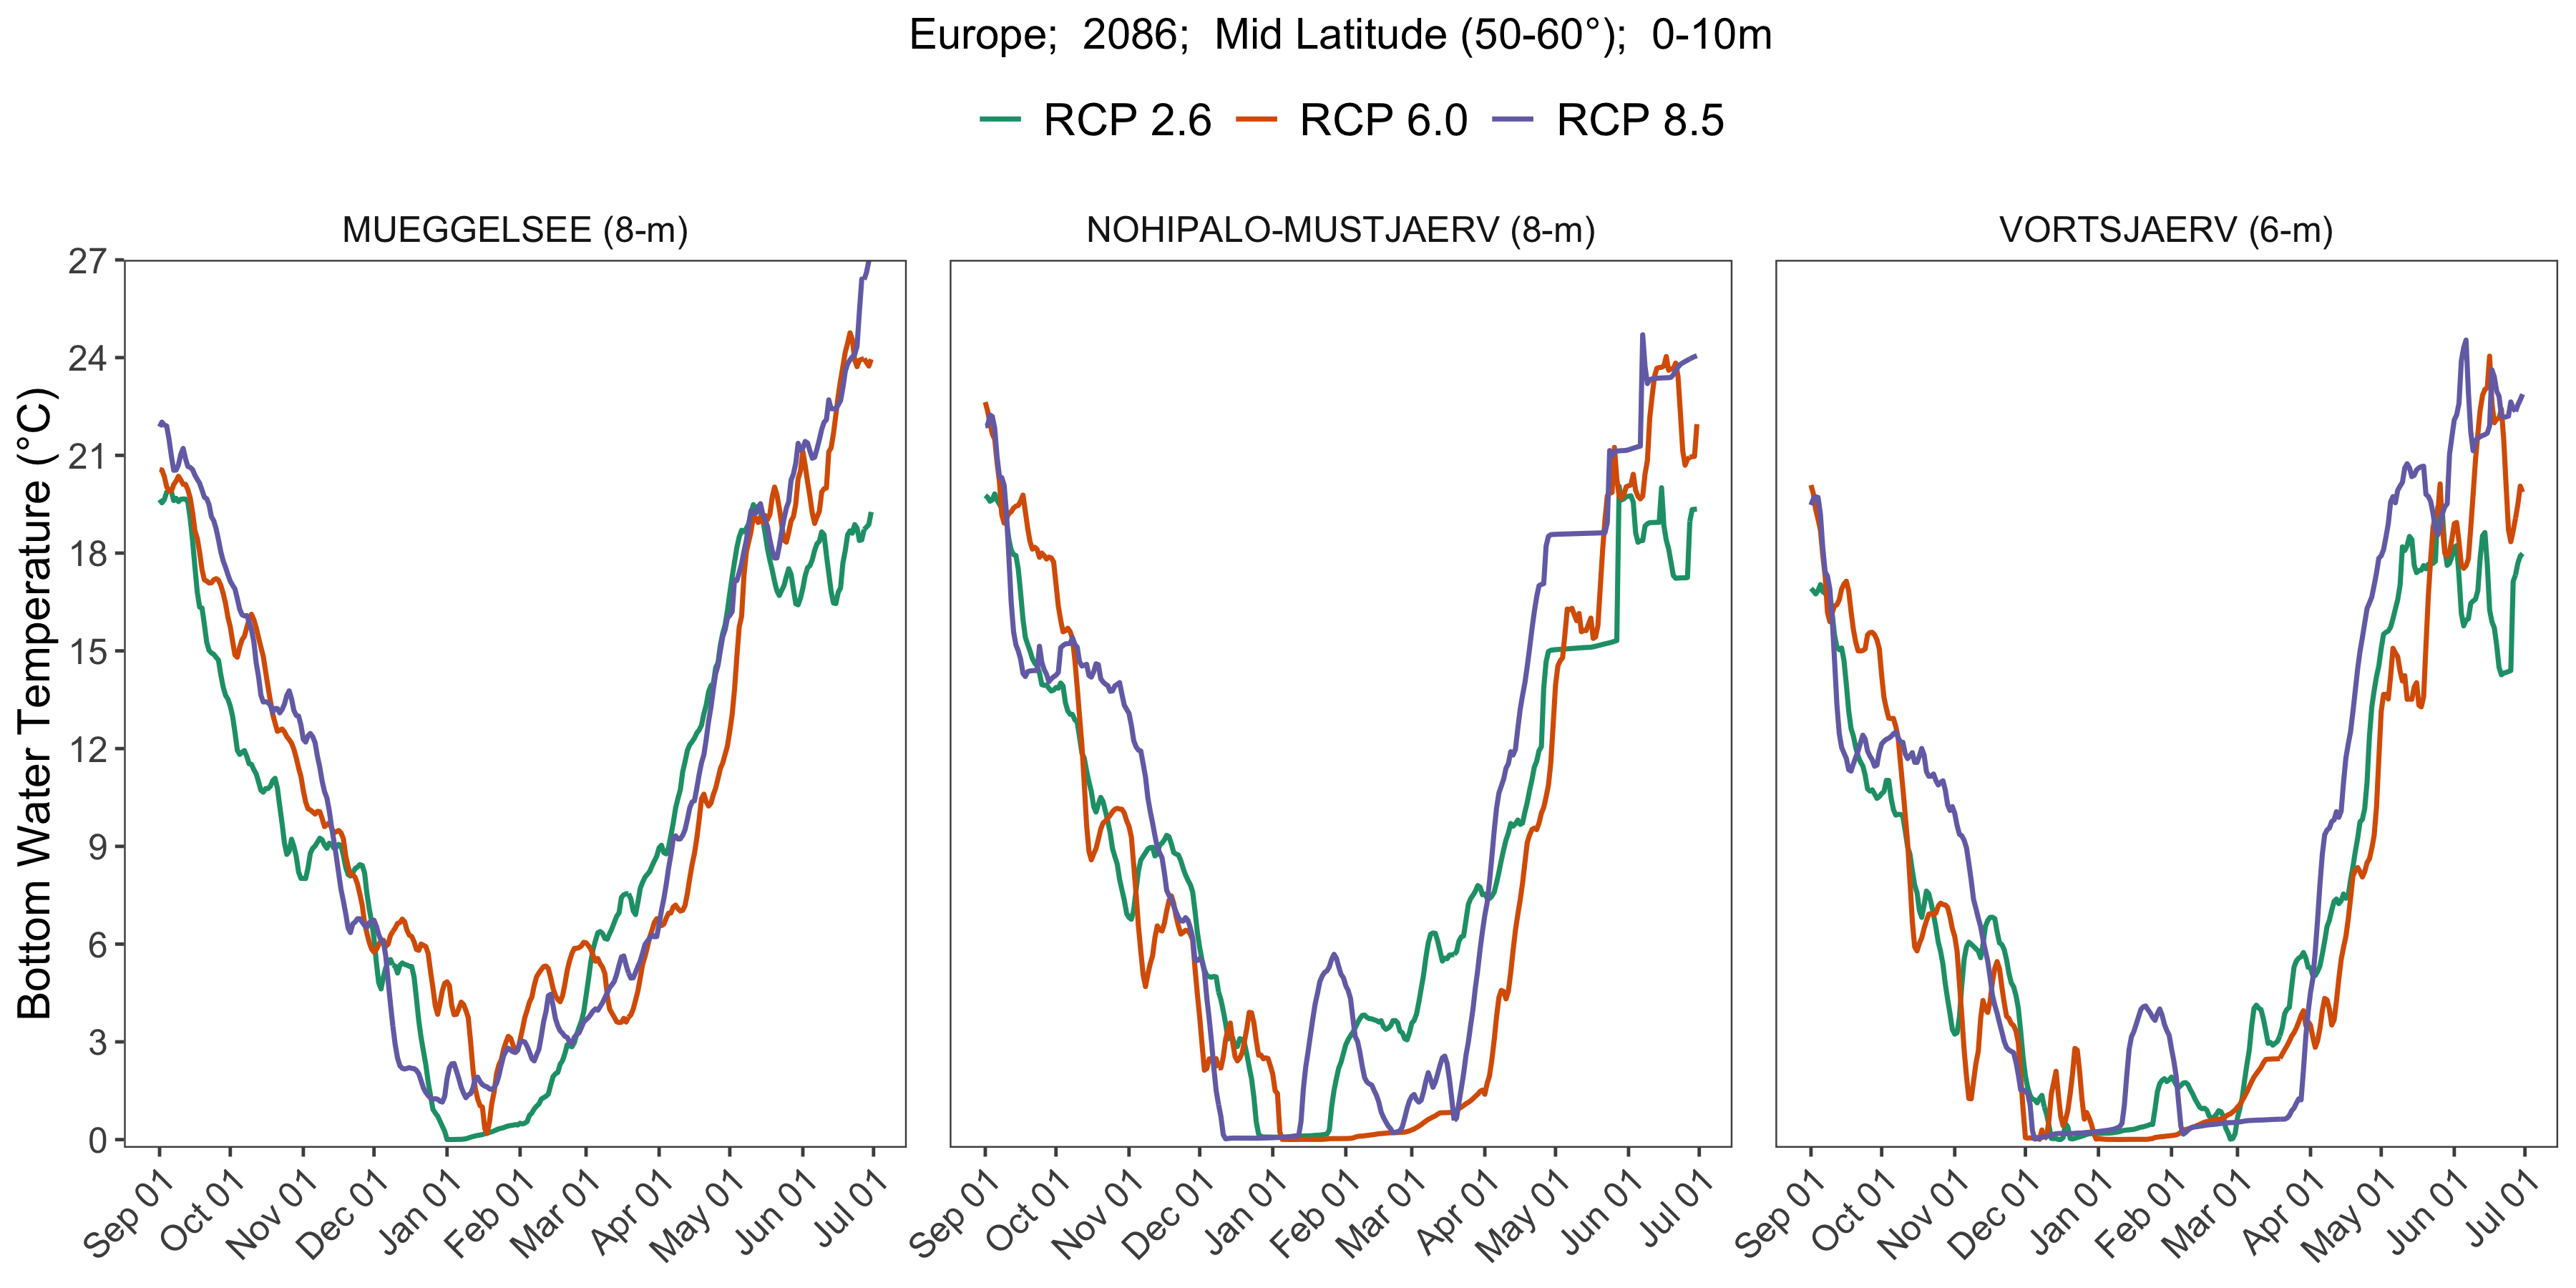 Europe;  2086;  Mid Latitude (50-60°);  0-10m
RCP 2.6 RCP 6.0 RCP 8.5
MUEGGELSEE (8-m) NOHIPALO-MUSTJAERV (8-m) VORTSJAERV (6-m)
Bottom Water Temperature (°C)
27
24
21
18
15
12
9
6
3
0
Sep 01 Oct 01 Nov 01 Dec 01 Jan 01 Feb 01 Mar 01 Apr 01 May 01 Jun 01 Jul 01 Sep 01 Oct 01 Nov 01 Dec 01 Jan 01 Feb 01 Mar 01 Apr 01 May 01 Jun 01 Jul 01 Sep 01 Oct 01 Nov 01 Dec 01 Jan 01 Feb 01 Mar 01 Apr 01 May 01 Jun 01 Jul 01